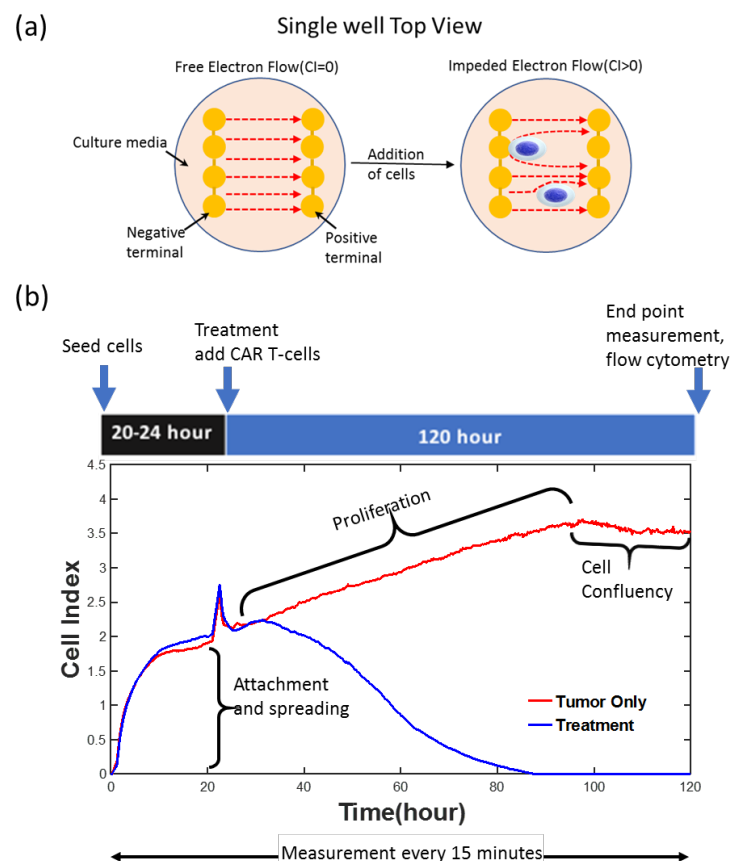 (a)
Single well Top View
Free Electron Flow(CI=0)
Impeded Electron Flow(CI>0)
Culture media
Addition
of cells
Negative
terminal
Positive
terminal
(b)
Seed cells
Treatment
add CAR T-cells
End point
measurement,
flow cytometry
20-24 hour
120 hour
4.5
4
3.5
3
2.5
2
1.5
1
0.5
0
Cell Index
Proliferation
Cell
Confluency
Attachment
and spreading
Tumor Only
Treatment
0
20
40
60
80
100
120
Time(hour)
Measurement every 15 minutes